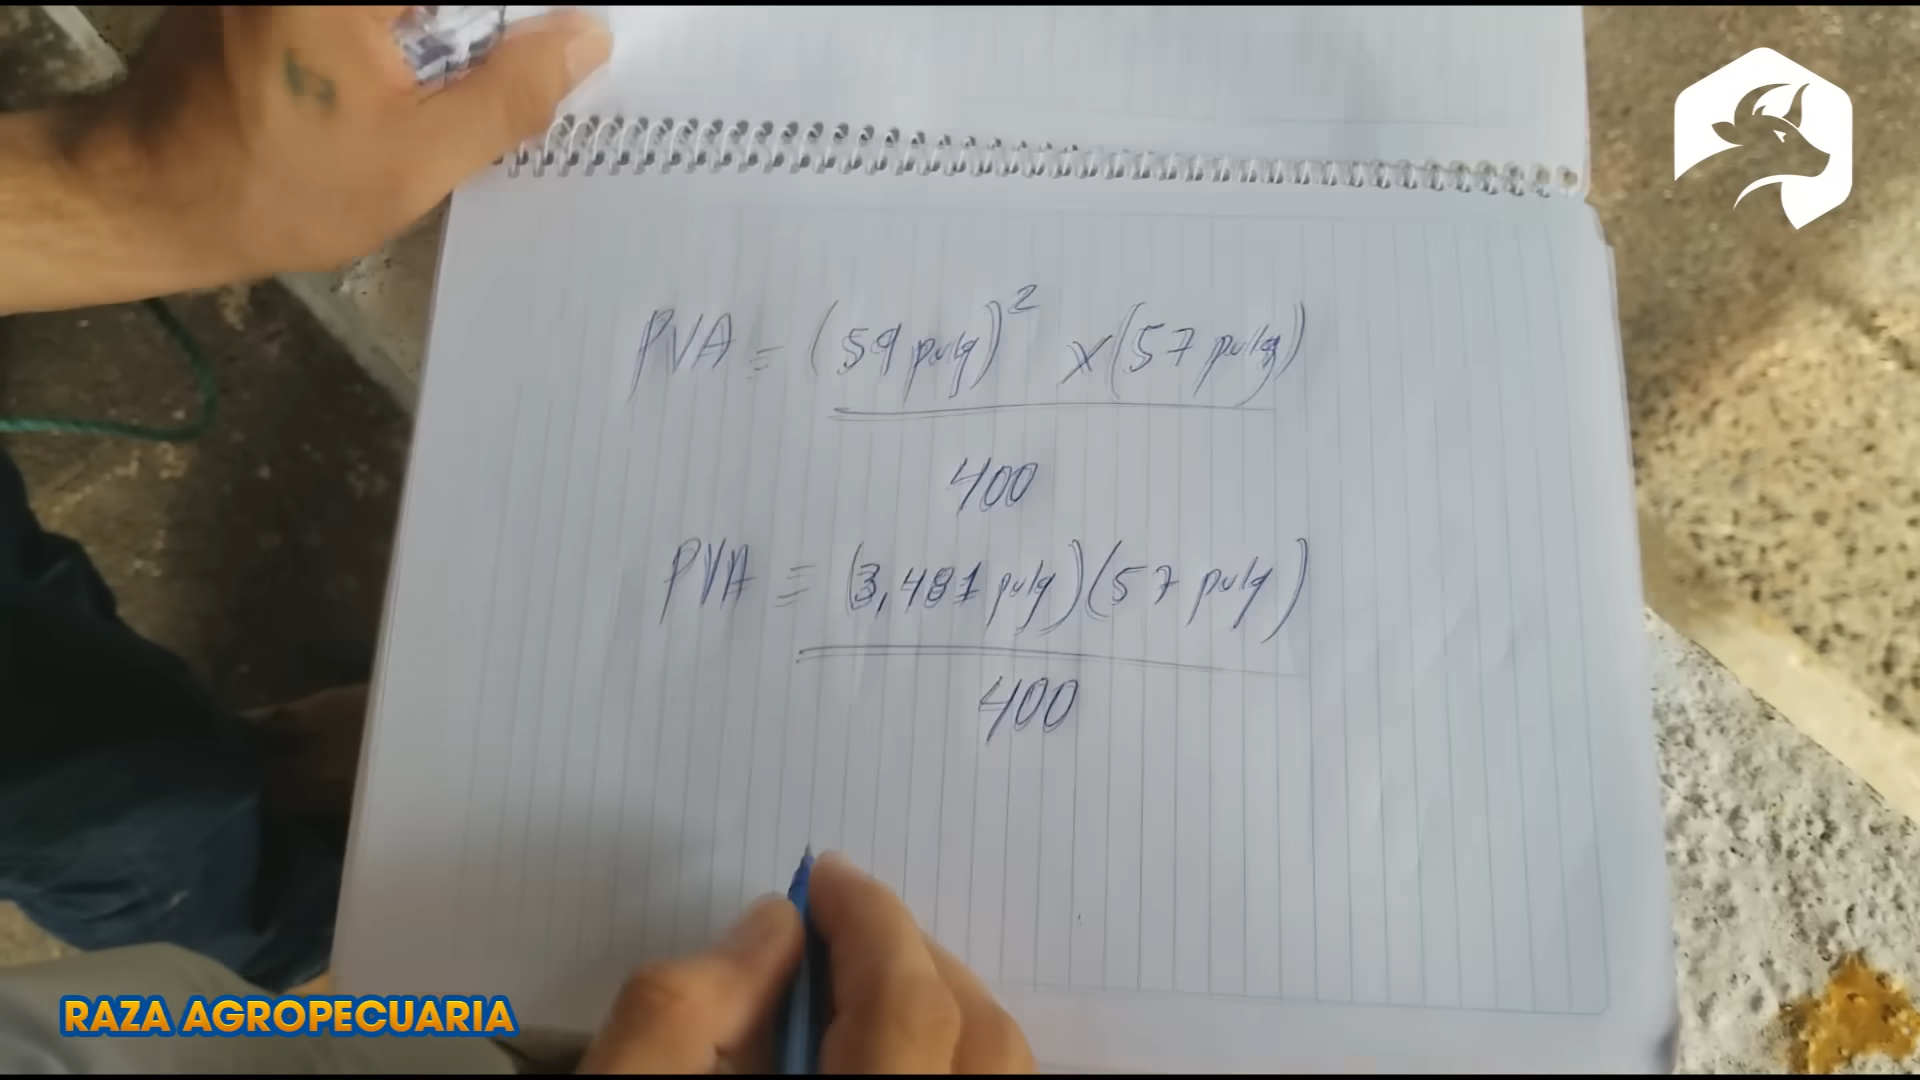 PVA = (59 pulg)² x (57 pulg)
400
PVA = (3,481 pulg)(57 pulg)
400
RAZA AGROPECUARIA